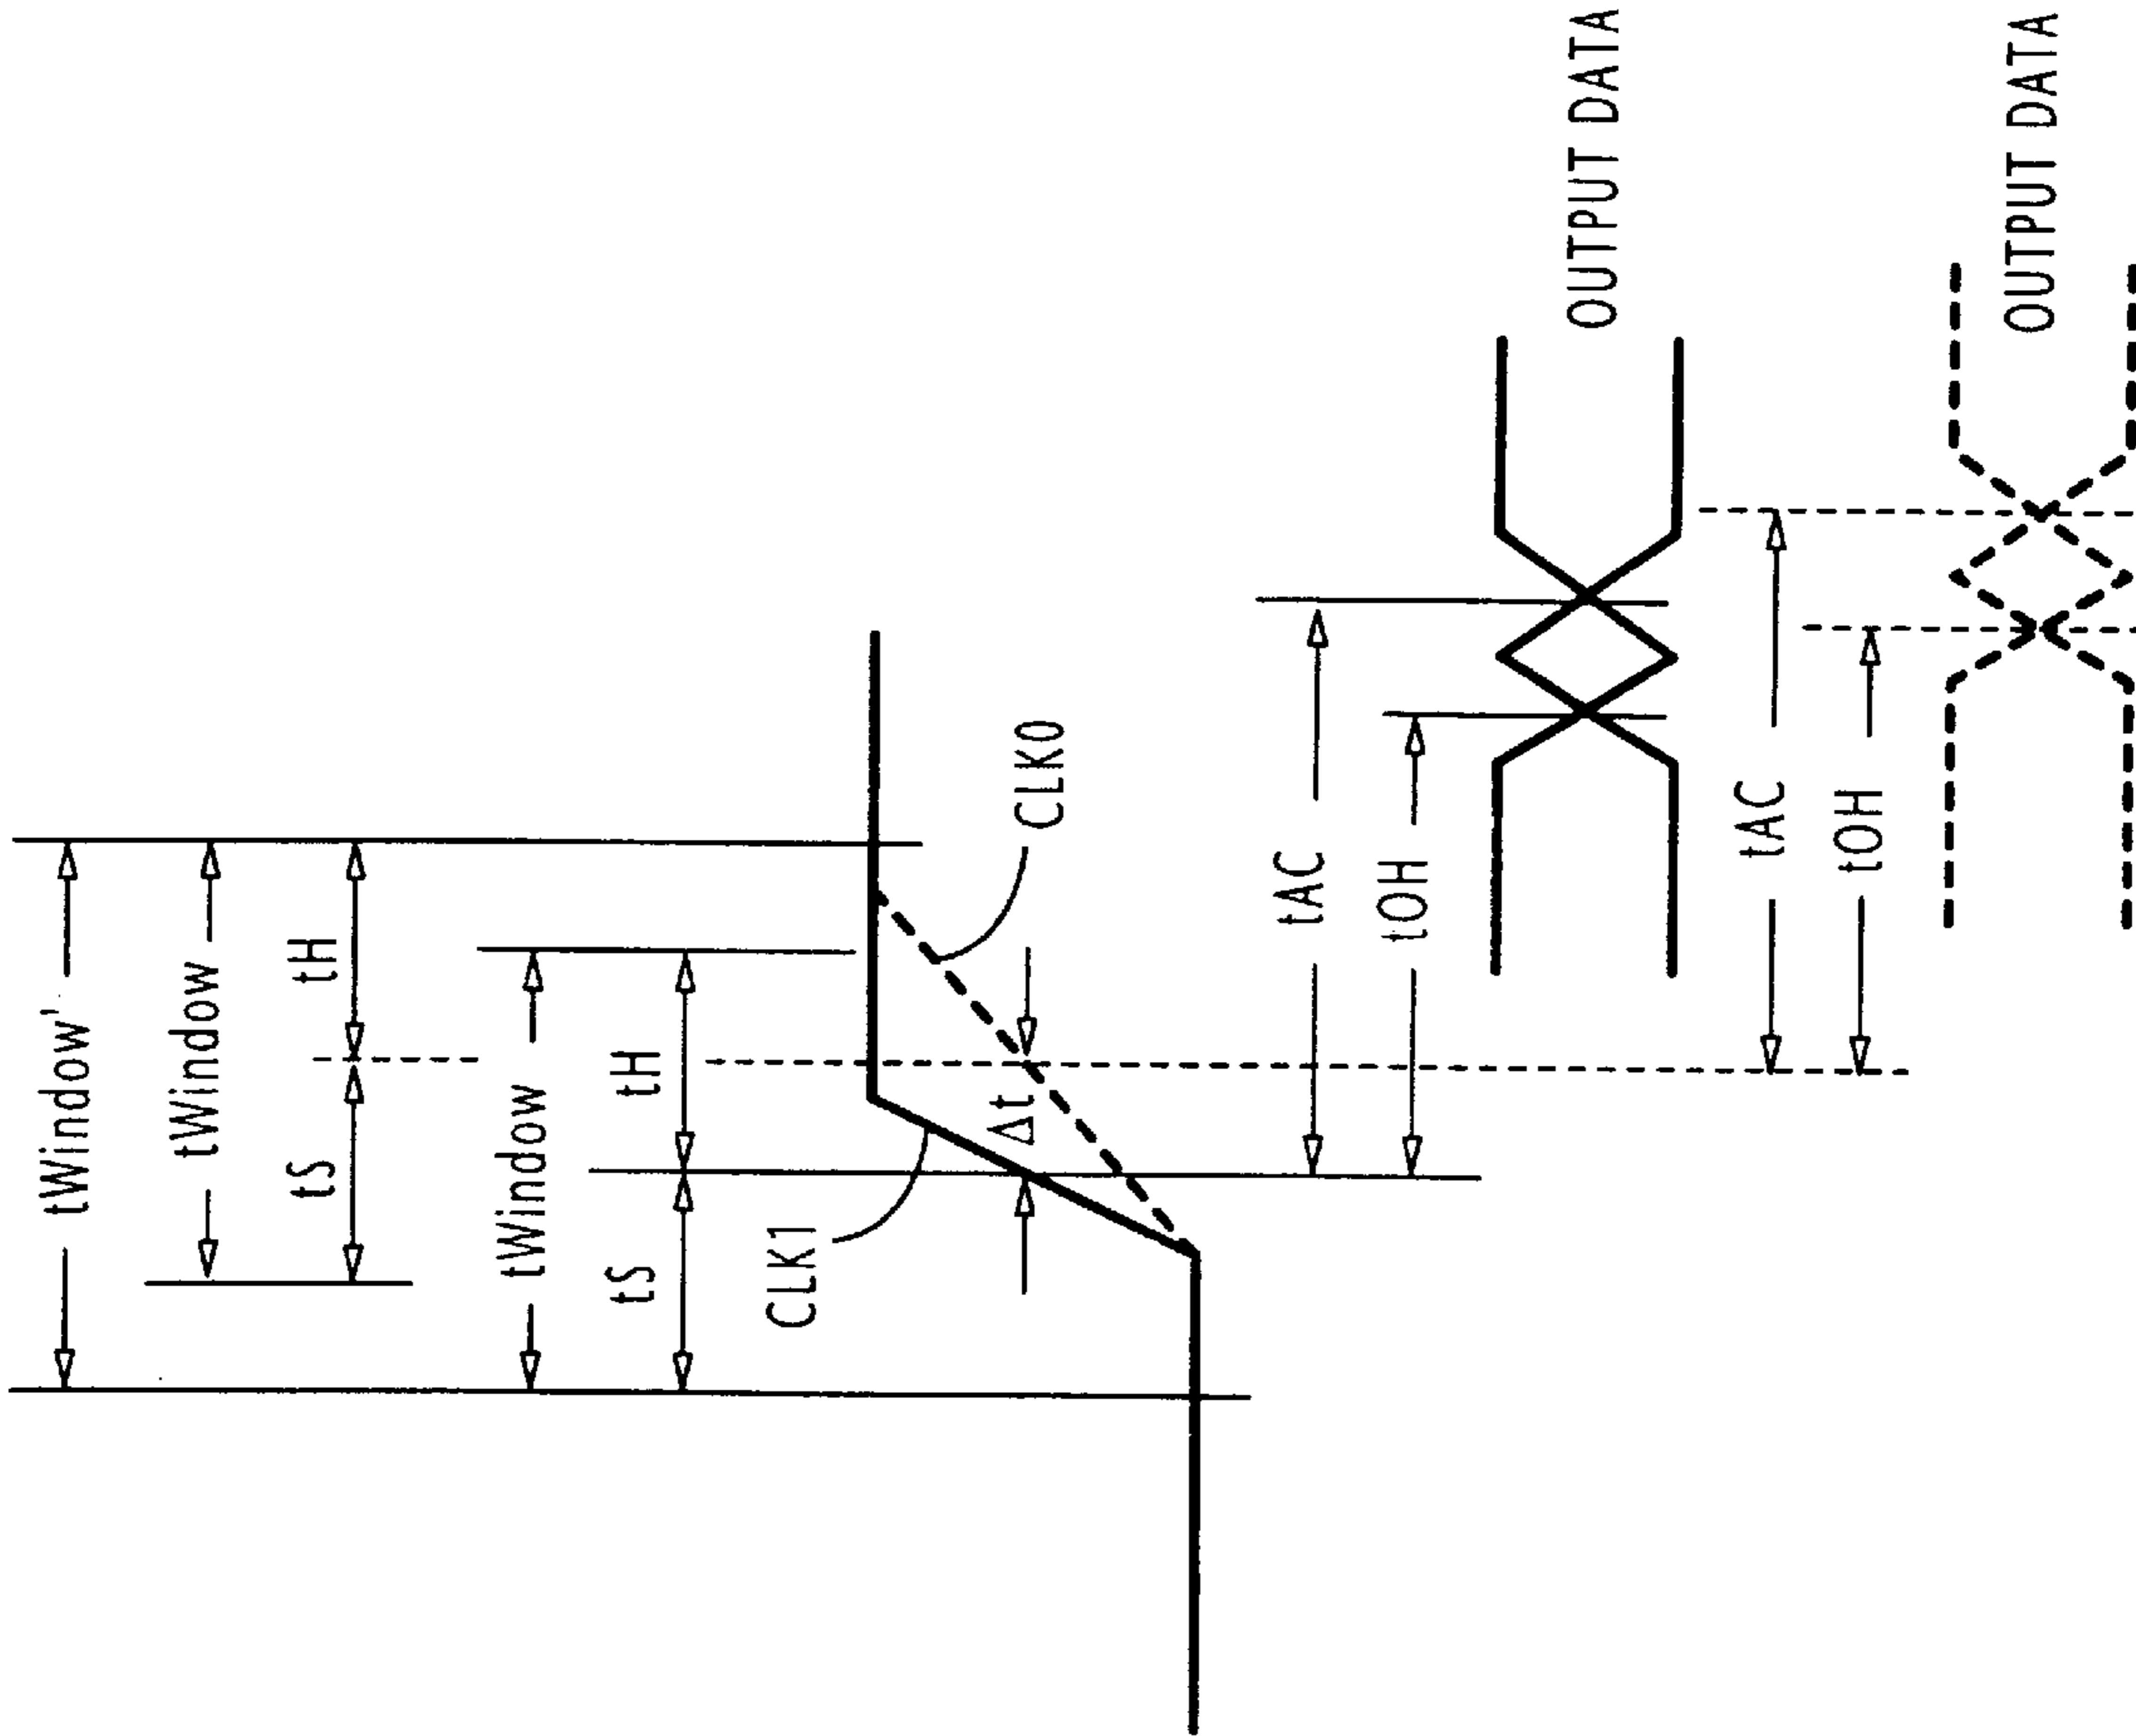 tWindow'
tWindow
tS
tH
tWindow
tS
tH
CLK1
Δt
CLK0
tAC
tOH
OUTPUT DATA
tAC
tOH
OUTPUT DATA